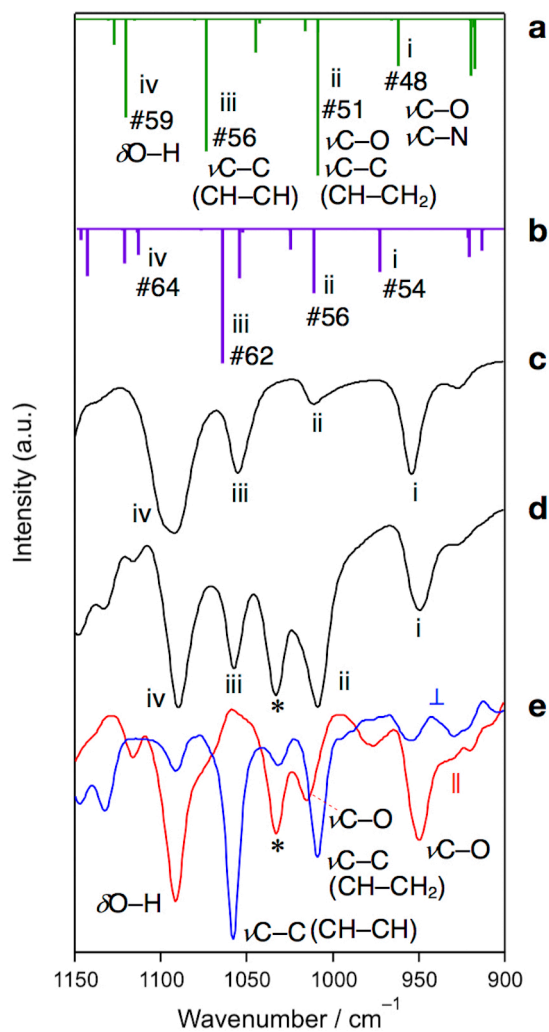 a
i
iv
#48
ii
#59
iii
#51
νC–O
νC–N
δO–H
#56
νC–O
νC–C
νC–C
(CH–CH)
(CH–CH₂)
b
iv
i
#64
ii
#54
iii
#56
#62
c
ii
iii
i
iv
d
i
iv
iii
*
ii
e
⊥
||
*
νC–O
νC–C
(CH–CH₂)
νC–O
δO–H
νC–C (CH–CH)
Intensity (a.u.)
1150 1100 1050 1000 950 900
Wavenumber / cm⁻¹